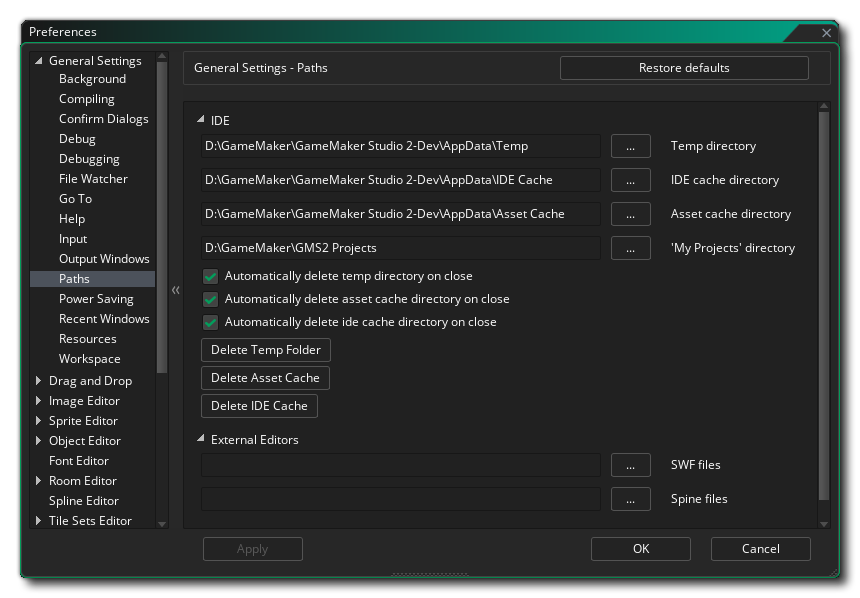 Preferences
General Settings
Background
Compiling
Confirm Dialogs
Debug
Debugging
File Watcher
Go To
Help
Input
Output Windows
Paths
Power Saving
Recent Windows
Resources
Workspace
Drag and Drop
Image Editor
Sprite Editor
Object Editor
Font Editor
Room Editor
Spline Editor
Tile Sets Editor
«
General Settings - Paths
Restore defaults
IDE
D:\GameMaker\GameMaker Studio 2-Dev\AppData\Temp ... Temp directory
D:\GameMaker\GameMaker Studio 2-Dev\AppData\IDE Cache ... IDE cache directory
D:\GameMaker\GameMaker Studio 2-Dev\AppData\Asset Cache ... Asset cache directory
D:\GameMaker\GMS2 Projects ... 'My Projects' directory
Automatically delete temp directory on close
Automatically delete asset cache directory on close
Automatically delete ide cache directory on close
Delete Temp Folder
Delete Asset Cache
Delete IDE Cache
External Editors
... SWF files
... Spine files
Apply
OK
Cancel